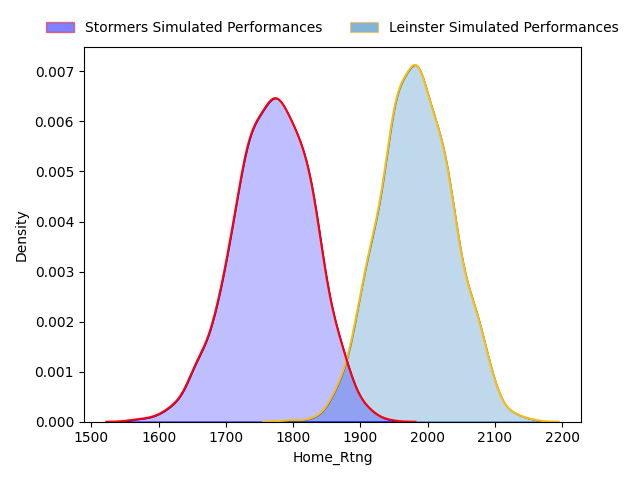 Stormers Simulated Performances Leinster Simulated Performances
0.007
0.006
0.005
0.004
0.003
0.002
0.001
0.000
Density
1500 1600 1700 1800 1900 2000 2100 2200
Home_Rtng